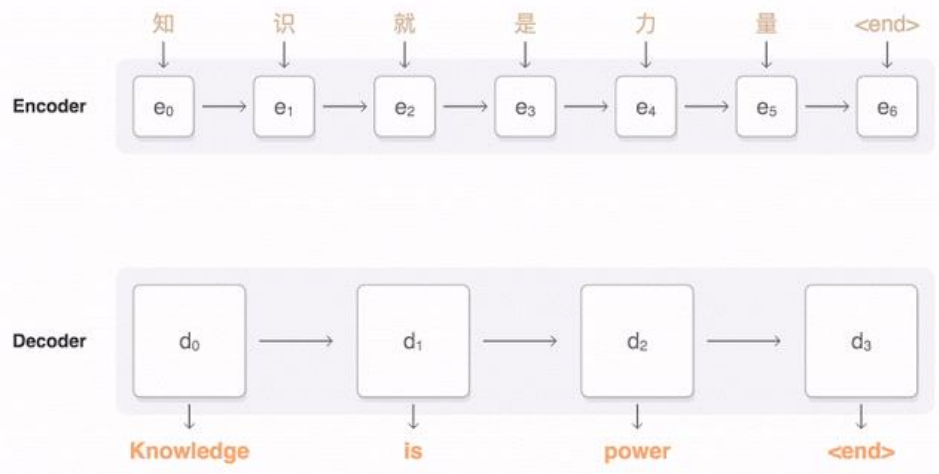 知 识 就 是 力 量 <end>
Encoder e₀ e₁ e₂ e₃ e₄ e₅ e₆
Decoder d₀ d₁ d₂ d₃
Knowledge is power <end>